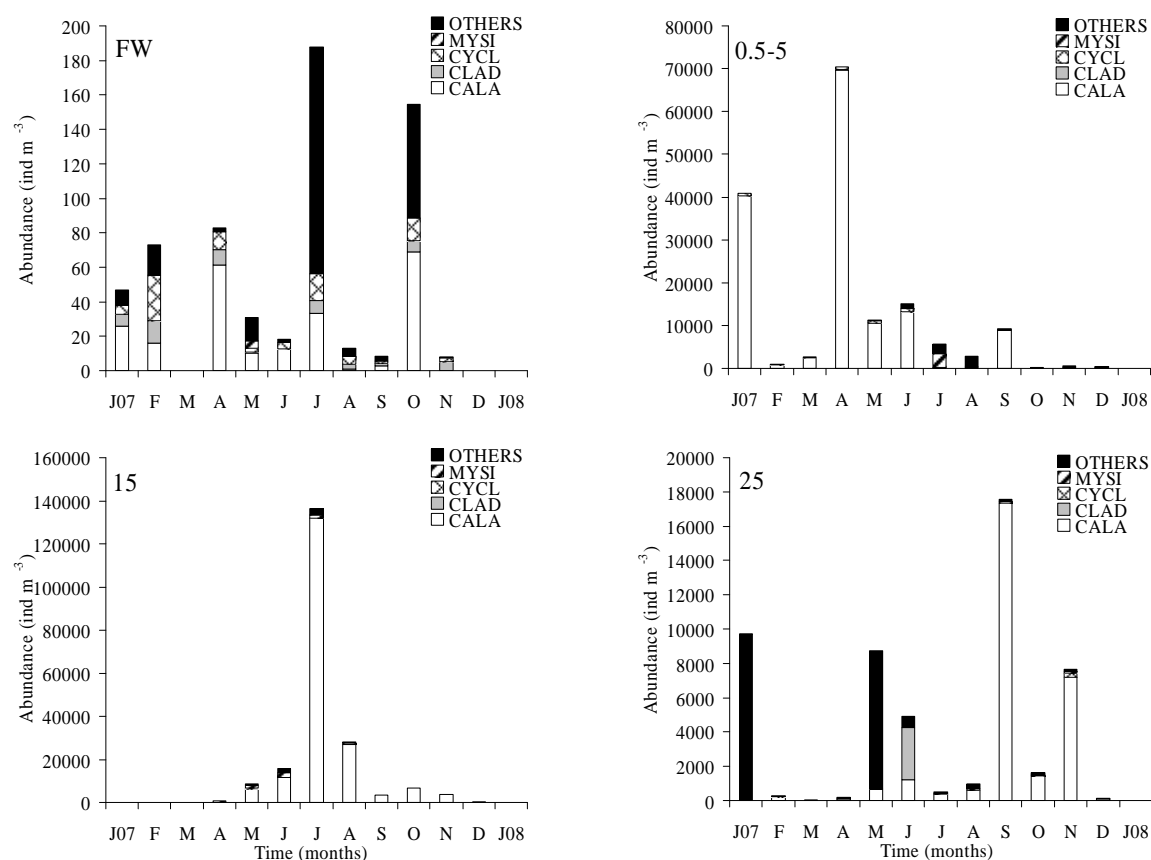 FW
OTHERS
MYSI
CYCL
CLAD
CALA
Abundance (ind m -3)
200
180
160
140
120
100
80
60
40
20
0
J07 F M A M J J A S O N D J08
0.5-5
OTHERS
MYSI
CYCL
CLAD
CALA
Abundance (ind m -3)
80000
70000
60000
50000
40000
30000
20000
10000
0
J07 F M A M J J A S O N D J08
15
OTHERS
MYSI
CYCL
CLAD
CALA
Abundance (ind m -3)
160000
140000
120000
100000
80000
60000
40000
20000
0
J07 F M A M J J A S O N D J08
Time (months)
25
OTHERS
MYSI
CYCL
CLAD
CALA
Abundance (ind m -3)
20000
18000
16000
14000
12000
10000
8000
6000
4000
2000
0
J07 F M A M J J A S O N D J08
Time (months)